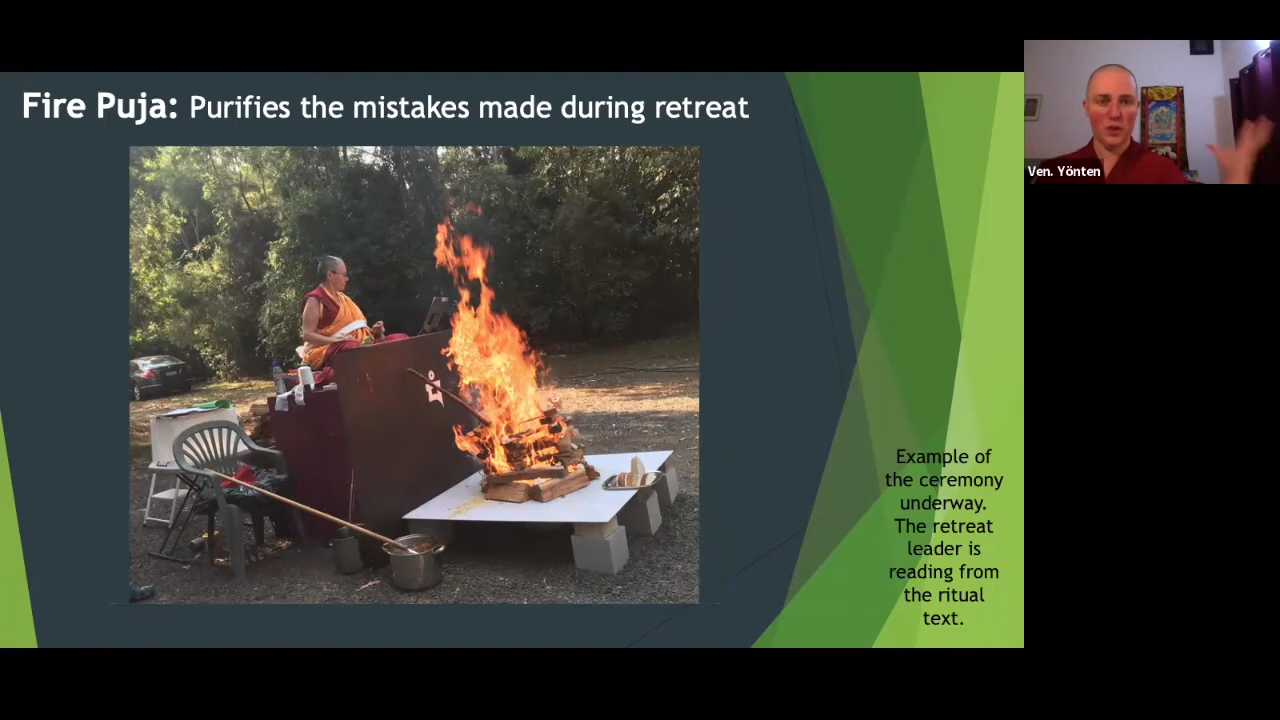 Fire Puja: Purifies the mistakes made during retreat
Ven. Yönten
Example of
the ceremony
underway.
The retreat
leader is
reading from
the ritual
text.